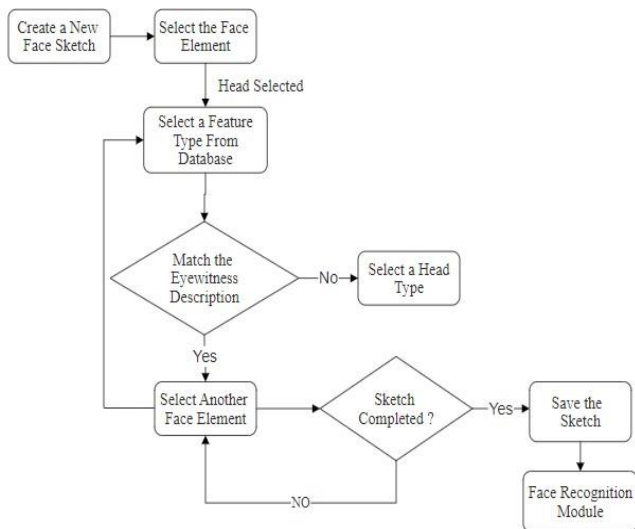 Create a New
Face Sketch
Select the Face
Element
Head Selected
Select a Feature
Type From
Database
Match the
Eyewitness
Description
No
Select a Head
Type
Yes
Select Another
Face Element
Sketch
Completed ?
Yes
Save the
Sketch
NO
Face Recognition
Module